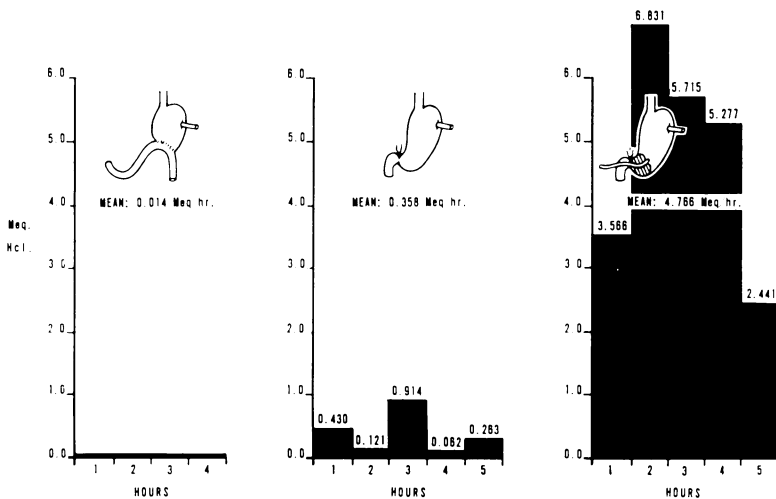 6.831
6.0
5.0
4.0
3.0
2.0
1.0
0.0
Meq.
Hcl.
MEAN: 0.014 Meq hr.
1 2 3 4
HOURS
6.0
5.0
4.0
3.0
2.0
1.0
0.0
MEAN: 0.358 Meq hr.
0.430
0.121
0.914
0.062
0.263
1 2 3 4 5
HOURS
6.0
5.0
4.0
3.0
2.0
1.0
0.0
5.715
5.277
MEAN: 4.766 Meq hr.
3.566
2.441
1 2 3 4 5
HOURS